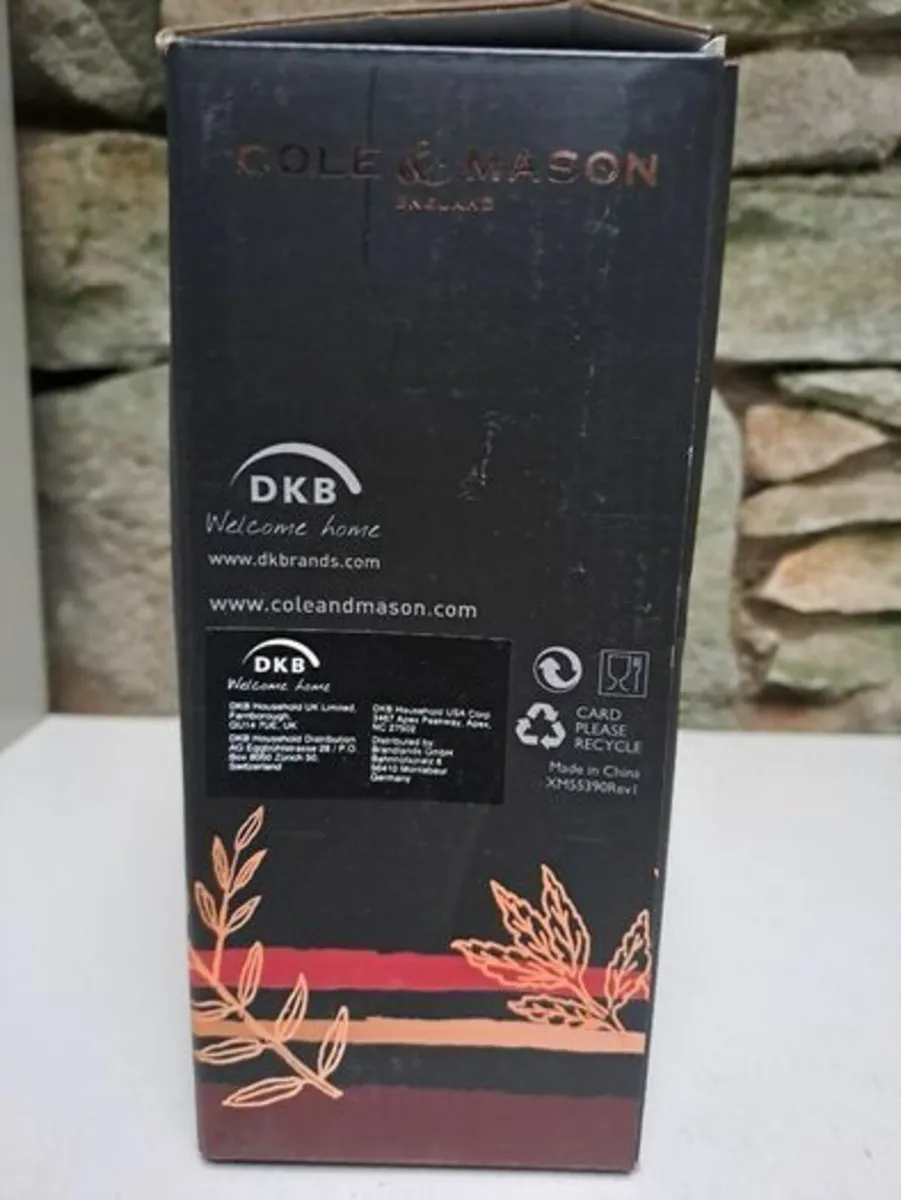 COLE & MASON
ENGLAND
DKB
Welcome home
www.dkbrands.com
www.coleandmason.com
DKB
Welcome home
DKB Household UK Limited,
Farnborough,
GU14 7UE, UK
DKB Household Distribution
AG Eggbühlstrasse 28 / P.O.
Box 8050 Zürich 50,
Switzerland
DKB Household USA Corp.
3467 Apex Peakway, Apex,
NC 27502
Distributed by:
Brandlands GmbH
Bahnhofsplatz 6
56410 Montabaur
Germany
CARD
PLEASE
RECYCLE
Made in China
XMS5390Rev1